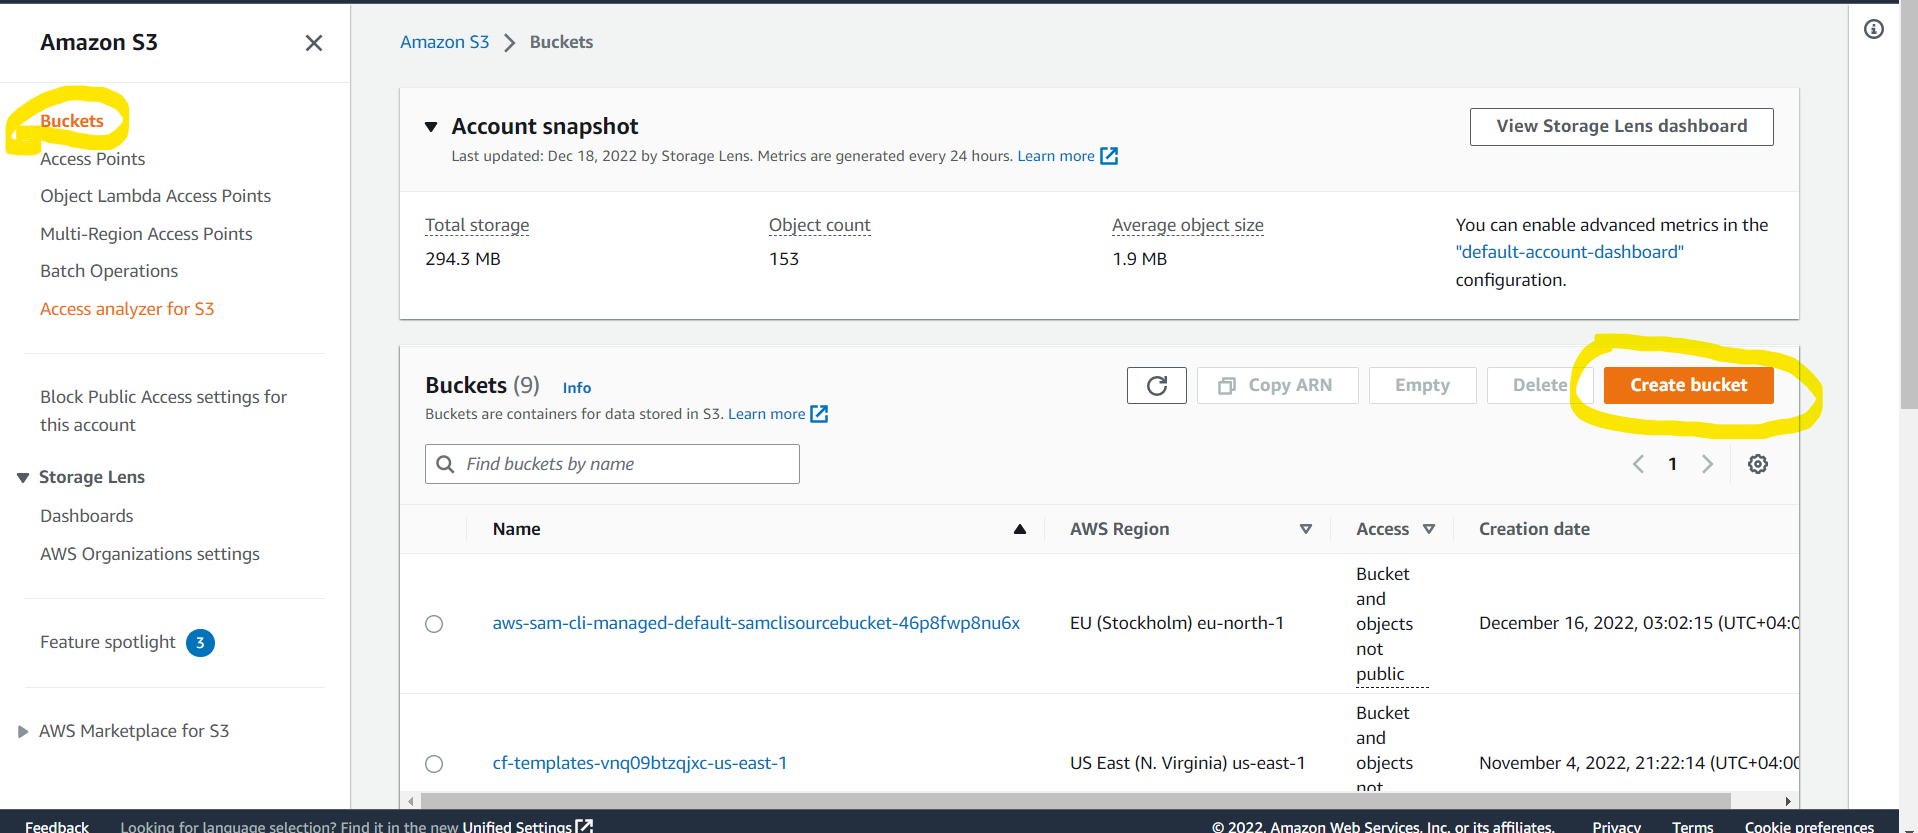 Amazon S3
Buckets
Access Points
Object Lambda Access Points
Multi-Region Access Points
Batch Operations
Access analyzer for S3
Block Public Access settings for
this account
Storage Lens
Dashboards
AWS Organizations settings
Feature spotlight 3
AWS Marketplace for S3
Amazon S3 > Buckets
Account snapshot
View Storage Lens dashboard
Last updated: Dec 18, 2022 by Storage Lens. Metrics are generated every 24 hours. Learn more
Total storage
294.3 MB
Object count
153
Average object size
1.9 MB
You can enable advanced metrics in the
"default-account-dashboard"
configuration.
Buckets (9) Info
Copy ARN Empty Delete Create bucket
Buckets are containers for data stored in S3. Learn more
Find buckets by name
1
Name AWS Region Access Creation date
aws-sam-cli-managed-default-samclisourcebucket-46p8fwp8nu6x
EU (Stockholm) eu-north-1
Bucket
and
objects
not
public
December 16, 2022, 03:02:15 (UTC+04:0
cf-templates-vnq09btzqjxc-us-east-1
US East (N. Virginia) us-east-1
Bucket
and
objects
not
November 4, 2022, 21:22:14 (UTC+04:00
Feedback Looking for language selection? Find it in the new Unified Settings © 2022, Amazon Web Services, Inc. or its affiliates. Privacy Terms Cookie preferences